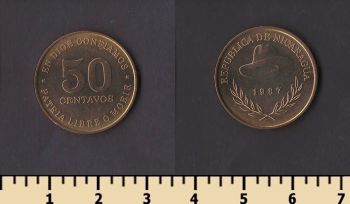 EN DIOS CONFIAMOS
50
CENTAVOS
PATRIA LIBRE O MORIR
REPUBLICA DE NICARAGUA
1987
1 2 3 4 5 6 7